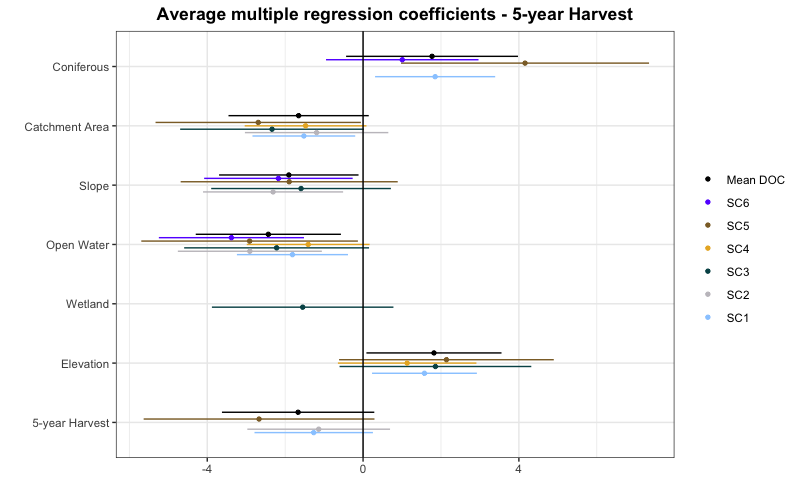 Average multiple regression coefficients - 5-year Harvest
Coniferous
Catchment Area
Slope
Open Water
Wetland
Elevation
5-year Harvest
-4
0
4
Mean DOC
SC6
SC5
SC4
SC3
SC2
SC1